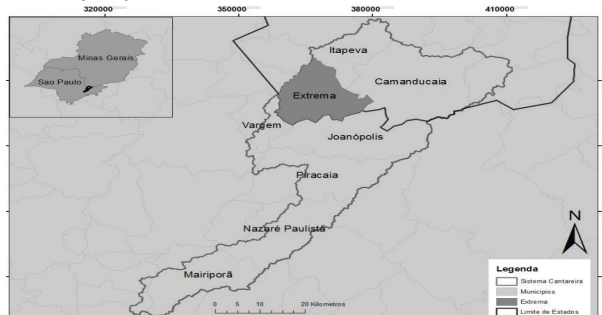 320000 350000 380000 410000
Minas Gerais
Sao Paulo
Itapeva
Camanducaia
Extrema
Vargem
Joanópolis
Piracaia
Nazaré Paulista
Mairiporã
N
0 5 10 20 Kilometros
Legenda
Sistema Cantareira
Municipios
Extrema
Limite de Estados